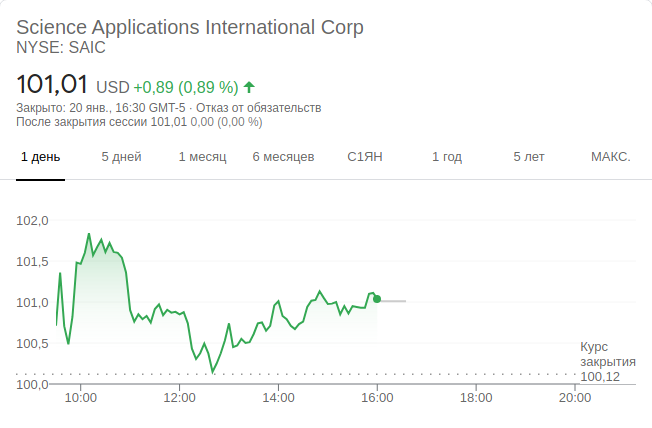 Science Applications International Corp
NYSE: SAIC
101,01 USD +0,89 (0,89 %)
Закрыто: 20 янв., 16:30 GMT-5 · Отказ от обязательств
После закрытия сессии 101,01 0,00 (0,00 %)
1 день 5 дней 1 месяц 6 месяцев С1ЯН 1 год 5 лет МАКС.
102,0
101,5
101,0
100,5
Курс
закрытия
100,12
100,0
10:00 12:00 14:00 16:00 18:00 20:00